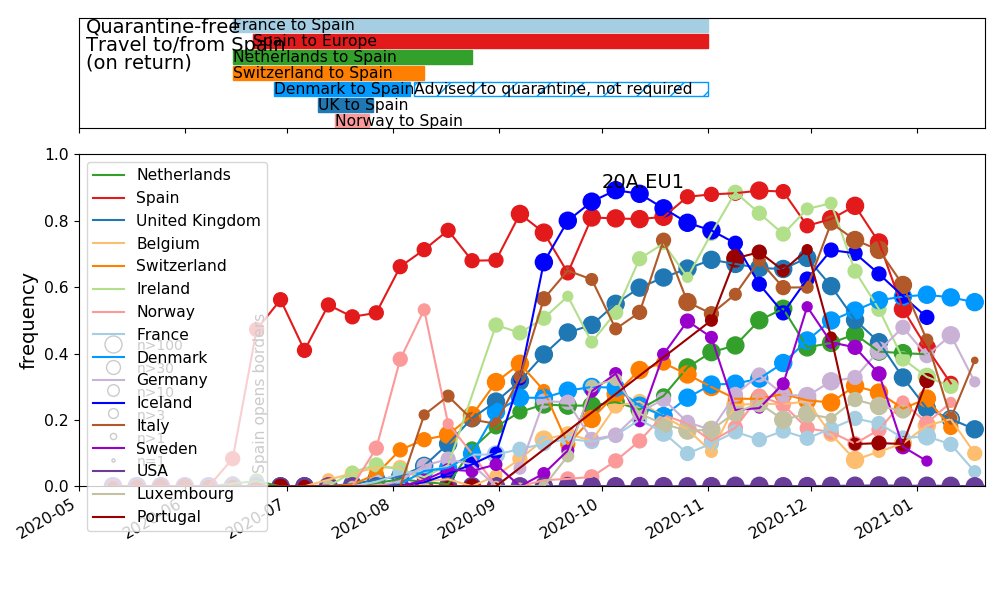 Quarantine-free
Travel to/from Spain
(on return)
France to Spain
Spain to Europe
Netherlands to Spain
Switzerland to Spain
Denmark to Spain
Advised to quarantine, not required
UK to Spain
Norway to Spain
20A.EU1
frequency
1.0
0.8
0.6
0.4
0.2
0.0
Netherlands
Spain
United Kingdom
Belgium
Switzerland
Ireland
Norway
France
Denmark
Germany
Iceland
Italy
Sweden
USA
Luxembourg
Portugal
n>100
n>30
n>10
n>3
n>1
n=1
Spain opens borders
2020-05
2020-06
2020-07
2020-08
2020-09
2020-10
2020-11
2020-12
2021-01